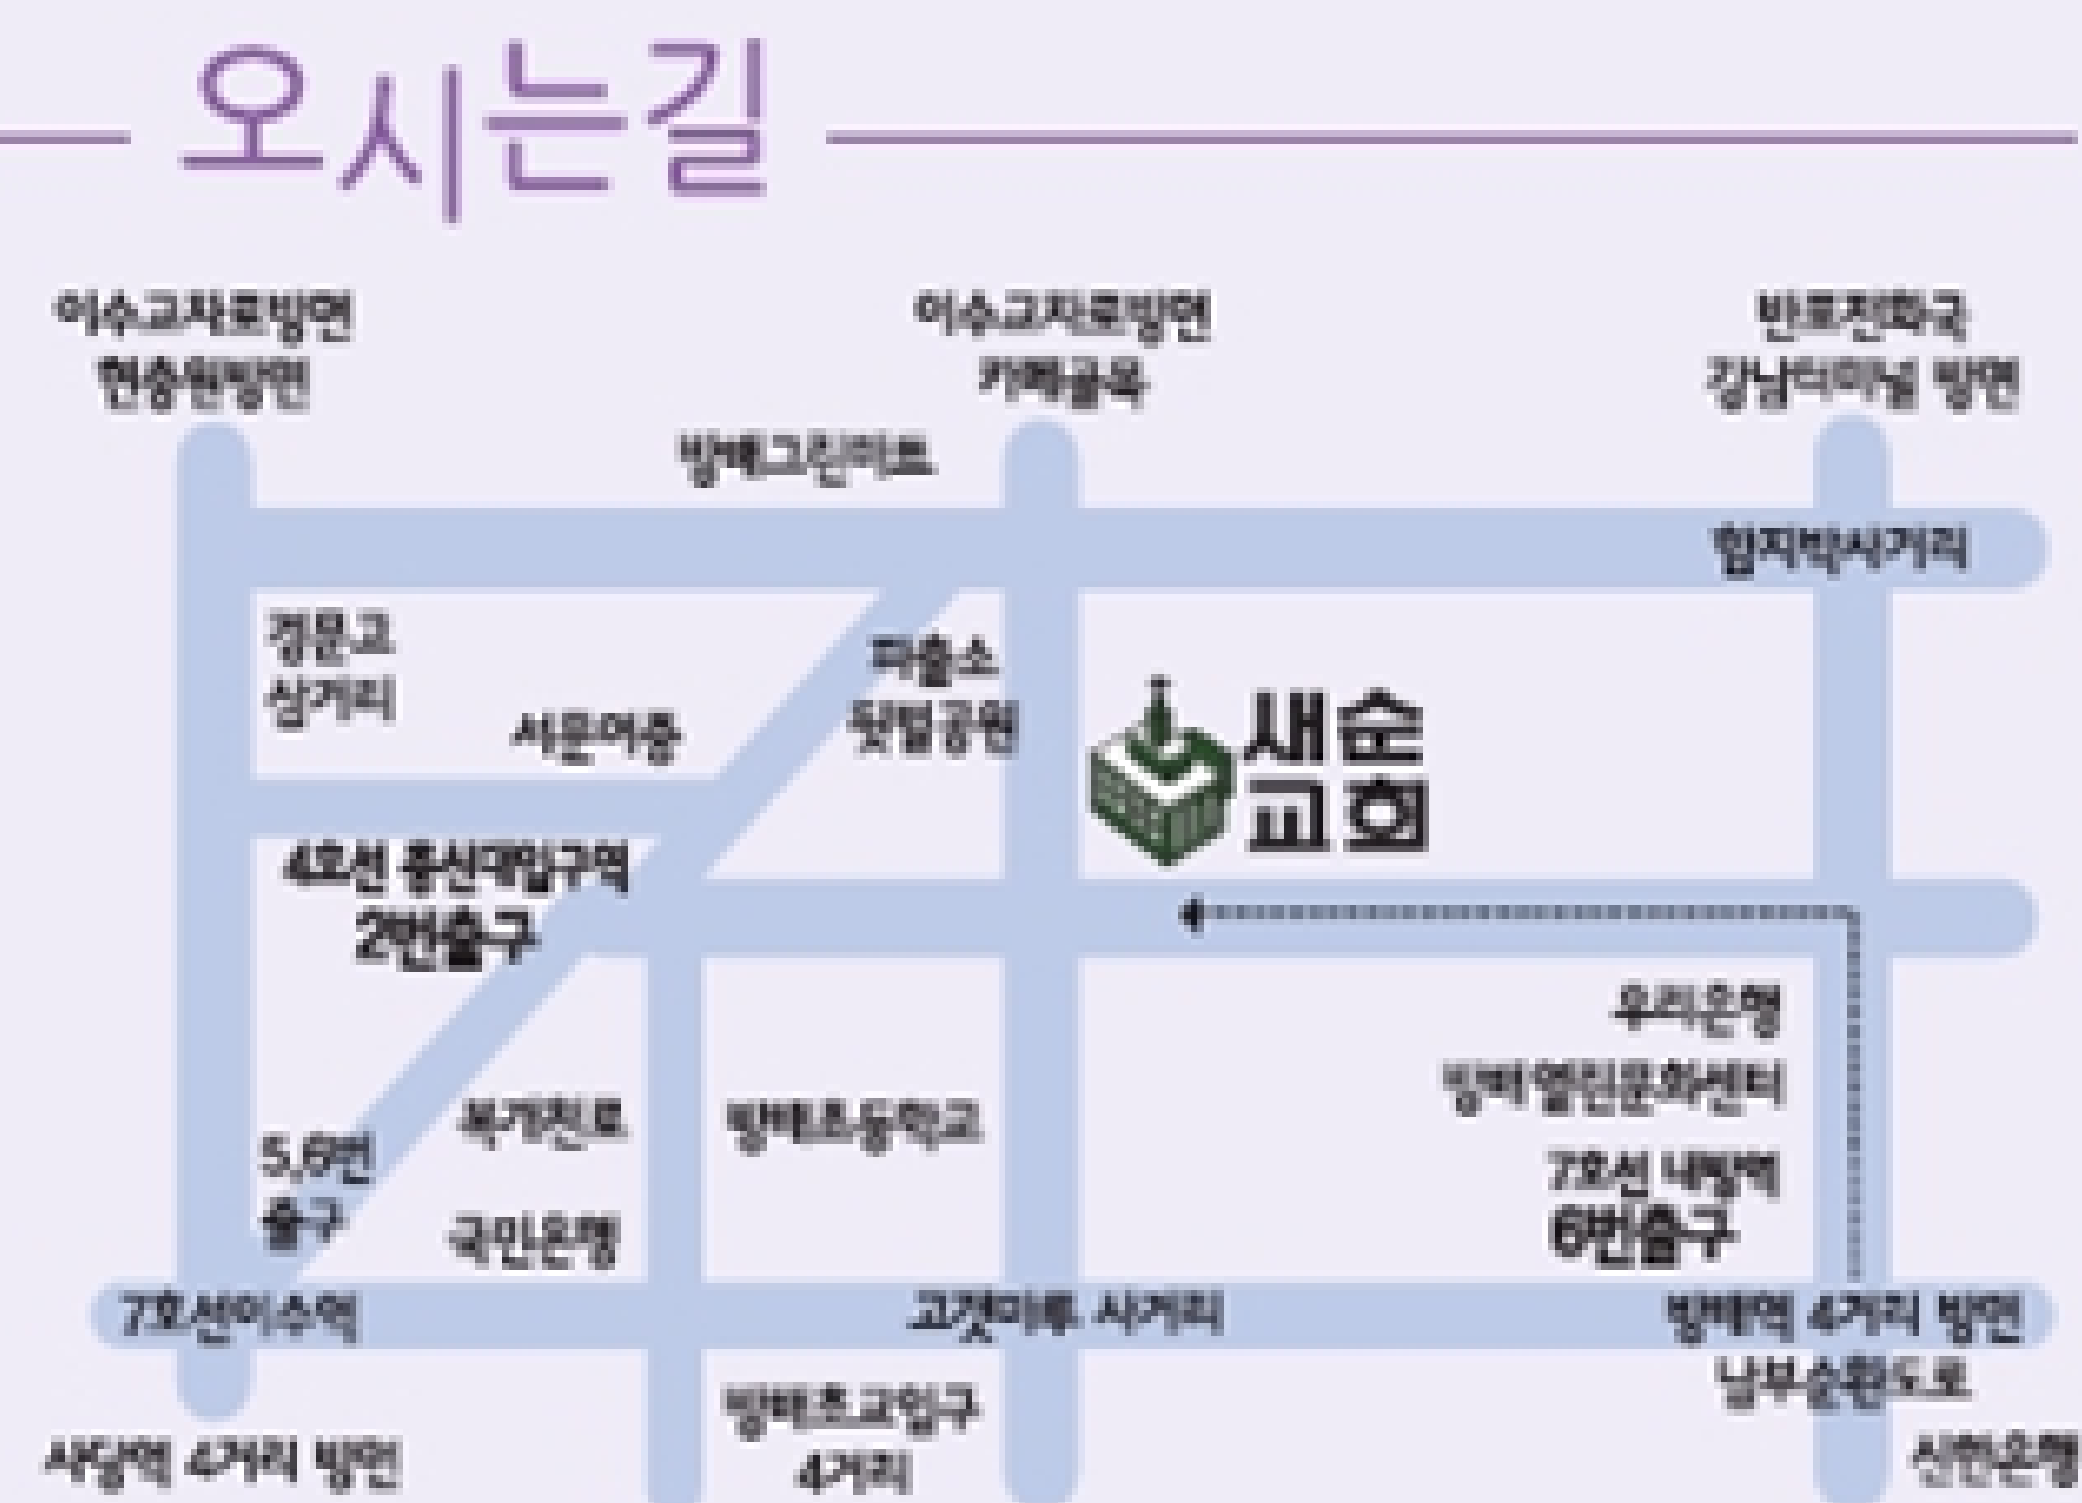 오시는길
이수교차로방면
현충원방면
이수교차로방면
카페골목
반포전화국
강남터미널 방면
방배그린마트
함지박사거리
경문고
삼거리
파출소
뒷벌공원
서문여중
새순
교회
4호선 총신대입구역
2번출구
우리은행
방배열린문화센터
5,6번
출구
복개천로
방배초등학교
7호선 내방역
6번출구
국민은행
7호선이수역
고갯마루 사거리
방배역 4거리 방면
남부순환도로
방배초교입구
4거리
사당역 4거리 방면
신한은행